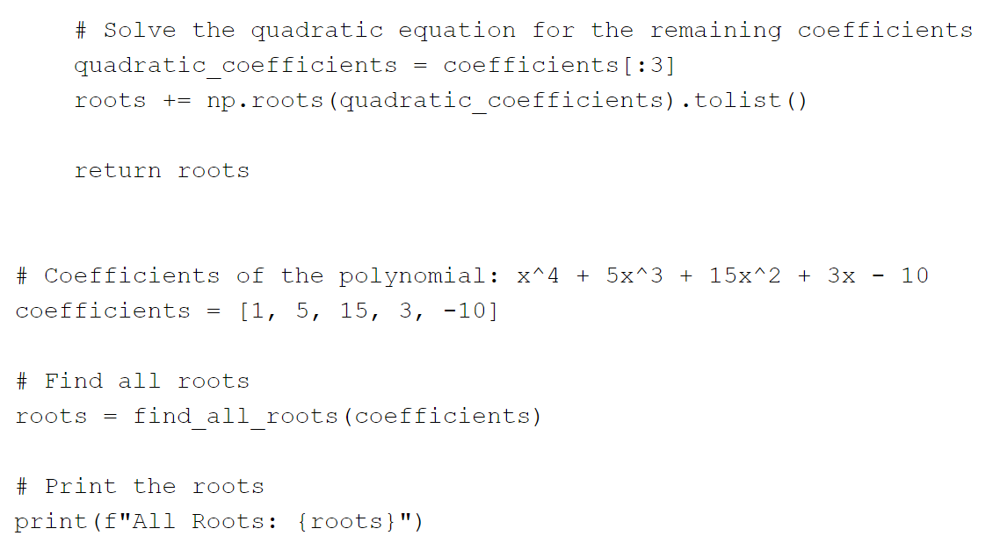 # Solve the quadratic equation for the remaining coefficients
quadratic_coefficients = coefficients[:3]
roots += np.roots(quadratic_coefficients).tolist()
return roots
# Coefficients of the polynomial: x^4 + 5x^3 + 15x^2 + 3x - 10
coefficients = [1, 5, 15, 3, -10]
# Find all roots
roots = find_all_roots(coefficients)
# Print the roots
print(f"All Roots: {roots}")